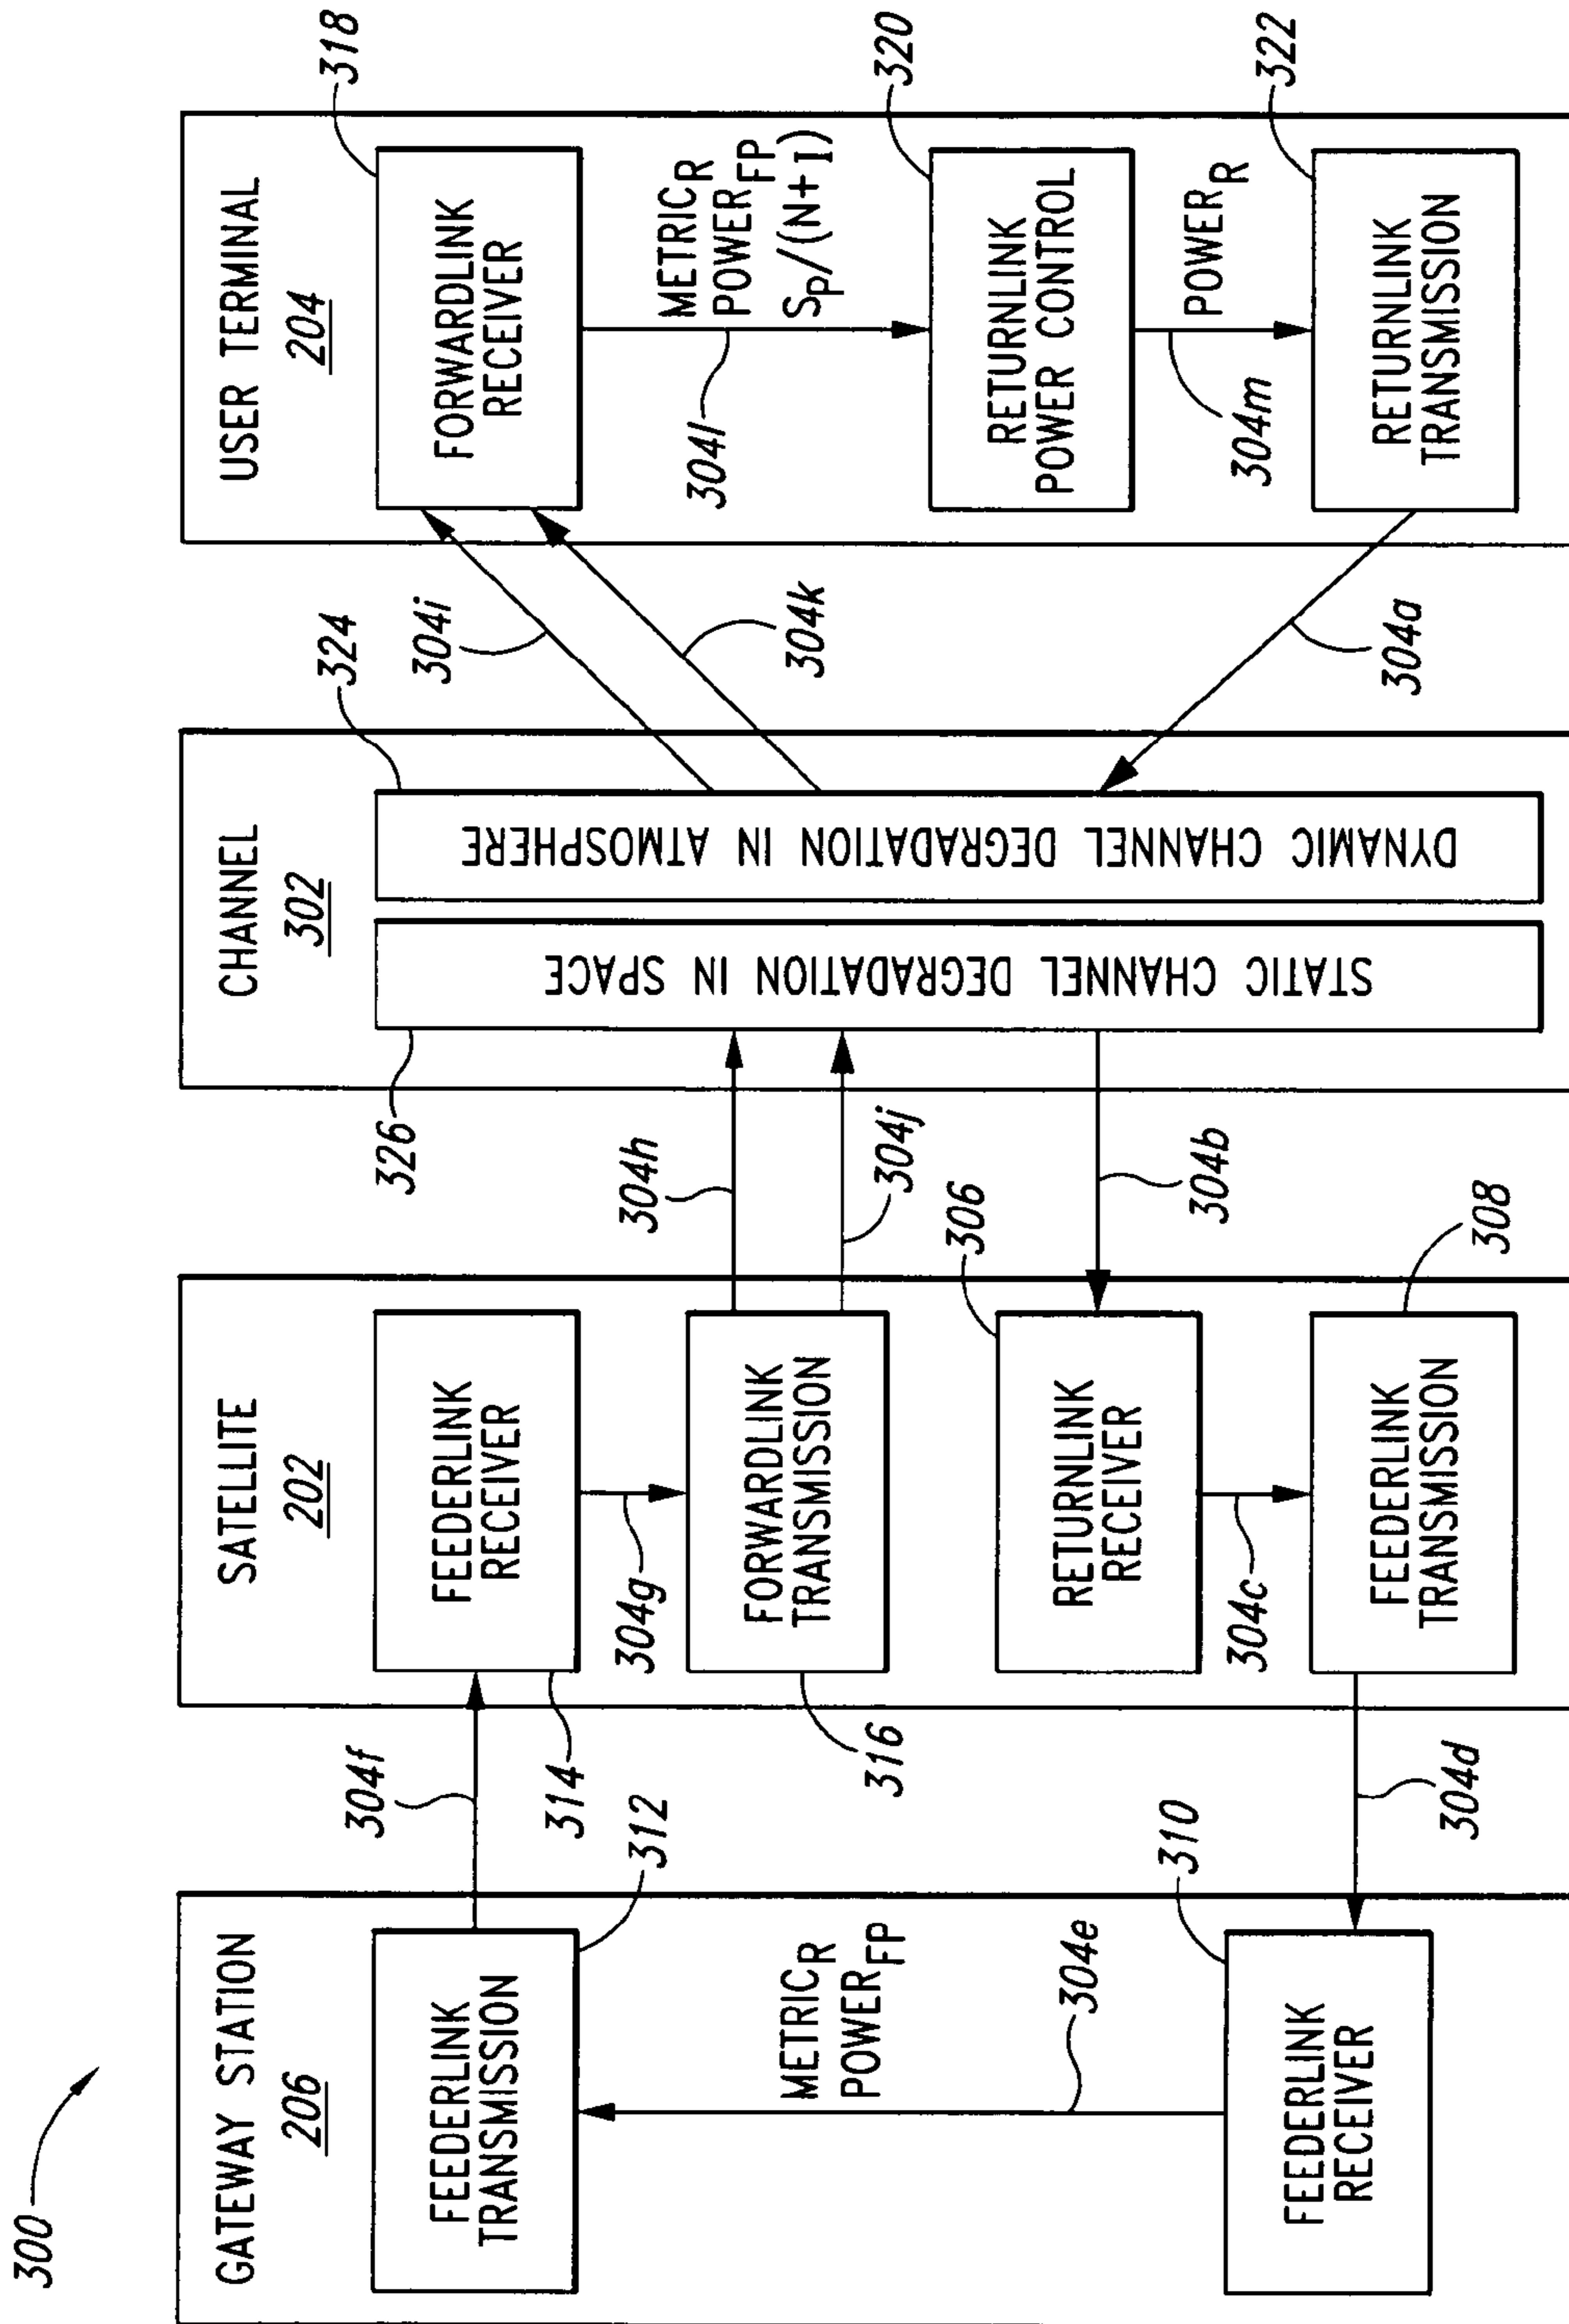 300
GATEWAY STATION
206
FEEDERLINK
TRANSMISSION
312
METRIC_R
POWER_FP
304e
FEEDERLINK
RECEIVER
310
304f
304d
SATELLITE
202
FEEDERLINK
RECEIVER
314
304g
FORWARDLINK
TRANSMISSION
316
RETURNLINK
RECEIVER
306
304c
FEEDERLINK
TRANSMISSION
308
304h
304j
304b
CHANNEL
302
326
STATIC CHANNEL DEGRADATION IN SPACE
324
DYNAMIC CHANNEL DEGRADATION IN ATMOSPHERE
304i
304k
304a
USER TERMINAL
204
FORWARDLINK
RECEIVER
318
METRIC_R
POWER_FP
S_P/(N+I)
304l
RETURNLINK
POWER CONTROL
320
POWER_R
304m
RETURNLINK
TRANSMISSION
322